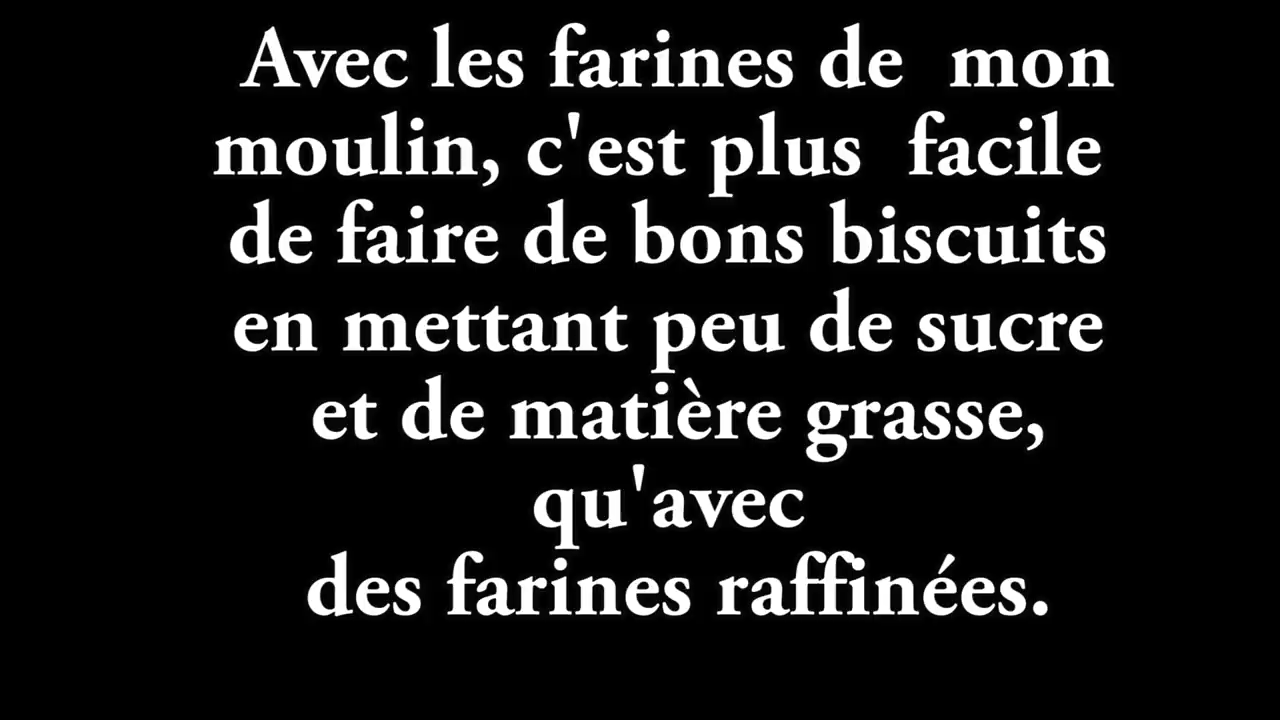 Avec les farines de mon
moulin, c'est plus facile
de faire de bons biscuits
en mettant peu de sucre
et de matière grasse,
qu'avec
des farines raffinées.